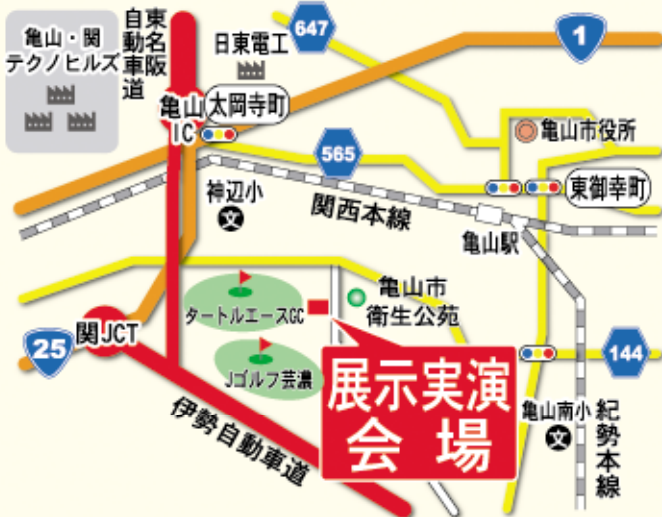 亀山・関
テクノヒルズ
東名阪
自動車道
日東電工
647
1
亀山
IC
太岡寺町
亀山市役所
565
東御幸町
神辺小
文
関西本線
亀山駅
タートルエースGC
亀山市
衛生公苑
25
関JCT
Jゴルフ芸濃
展示実演
会場
144
伊勢自動車道
亀山南小
文
紀勢本線